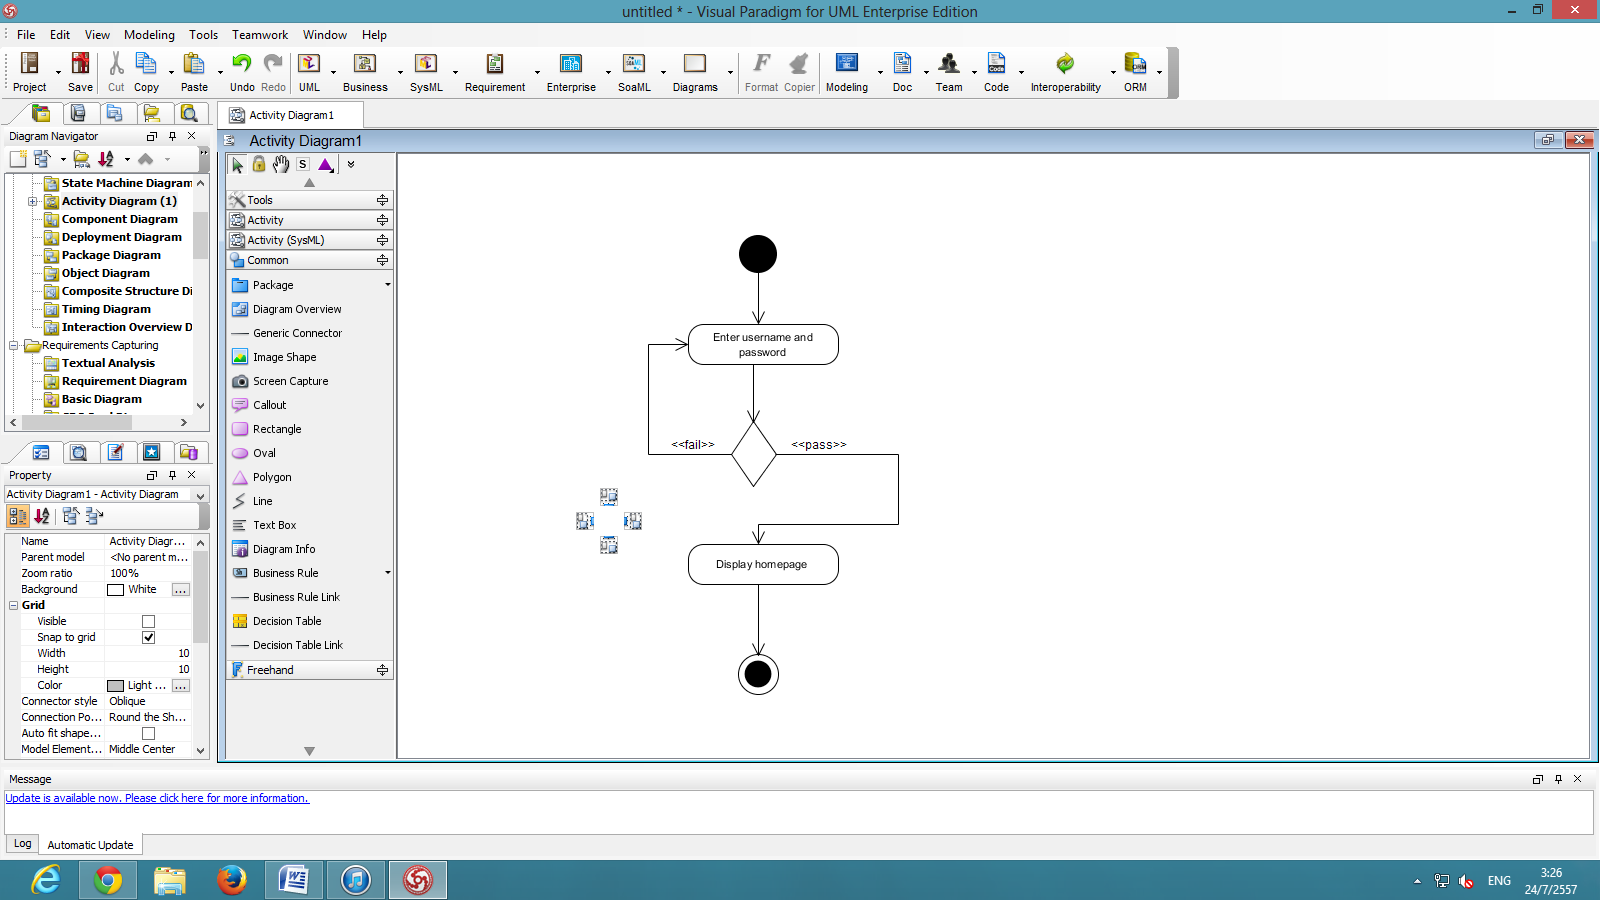 untitled * - Visual Paradigm for UML Enterprise Edition
File Edit View Modeling Tools Teamwork Window Help
Project Save Cut Copy Paste Undo Redo UML Business SysML Requirement Enterprise SoaML Diagrams Format Copier Modeling Doc Team Code Interoperability ORM
Activity Diagram1
Diagram Navigator
State Machine Diagram
Activity Diagram (1)
Component Diagram
Deployment Diagram
Package Diagram
Object Diagram
Composite Structure Di
Timing Diagram
Interaction Overview D
Requirements Capturing
Textual Analysis
Requirement Diagram
Basic Diagram
Property
Activity Diagram1 - Activity Diagram
Name Activity Diagr...
Parent model <No parent m...
Zoom ratio 100%
Background White ...
Grid
Visible
Snap to grid
Width 10
Height 10
Color Light ... ...
Connector style Oblique
Connection Po... Round the Sh...
Auto fit shape...
Model Element... Middle Center
Activity Diagram1
S
Tools
Activity
Activity (SysML)
Common
Package
Diagram Overview
Generic Connector
Image Shape
Screen Capture
Callout
Rectangle
Oval
Polygon
Line
Text Box
Diagram Info
Business Rule
Business Rule Link
Decision Table
Decision Table Link
Freehand
Enter username and
password
<<fail>> <<pass>>
Display homepage
Message
Update is available now. Please click here for more information.
Log Automatic Update
ENG
3:26
24/7/2557